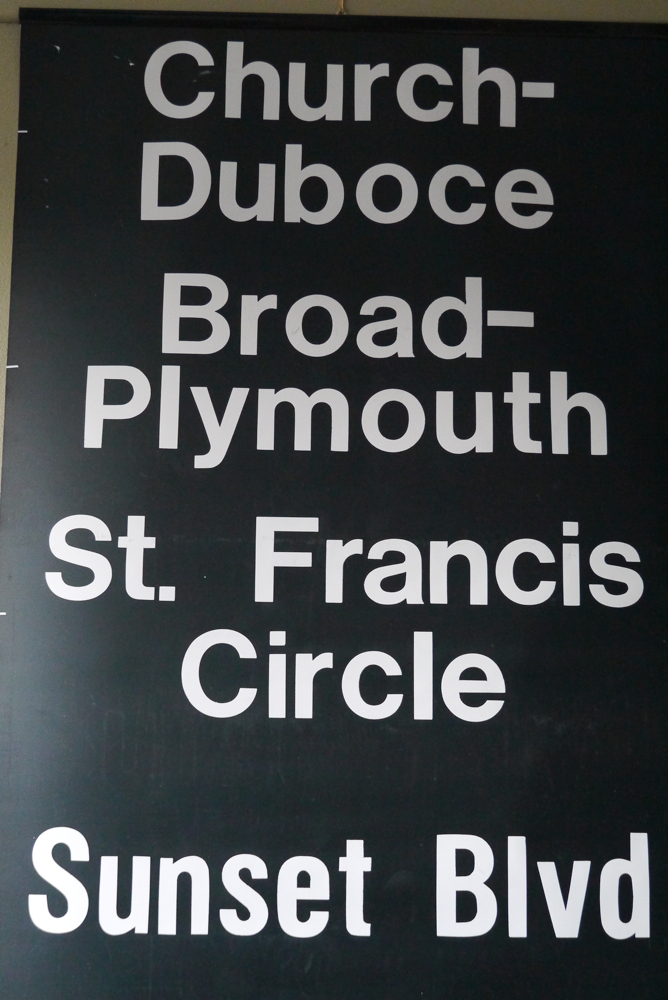 Church-
Duboce
Broad-
Plymouth
St. Francis
Circle
Sunset Blvd